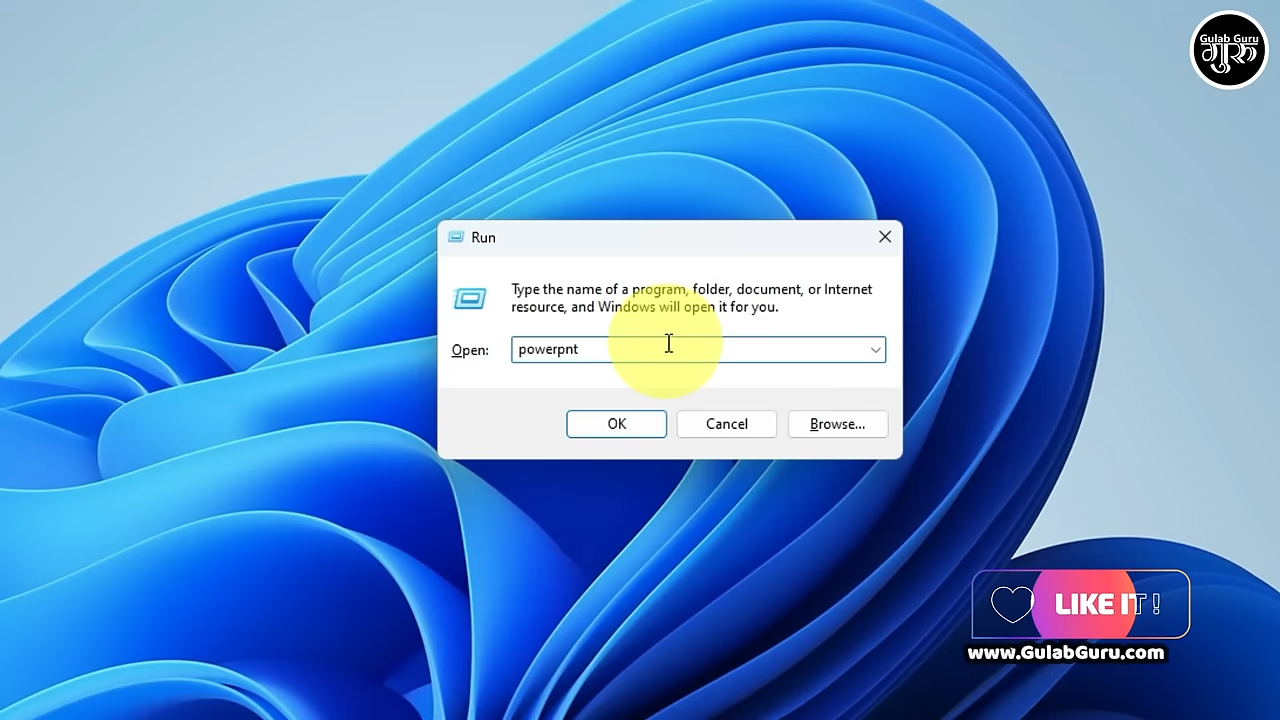 Gulab Guru
गुरु
Run
Type the name of a program, folder, document, or Internet
resource, and Windows will open it for you.
Open: powerpnt
OK Cancel Browse...
LIKE IT!
www.GulabGuru.com